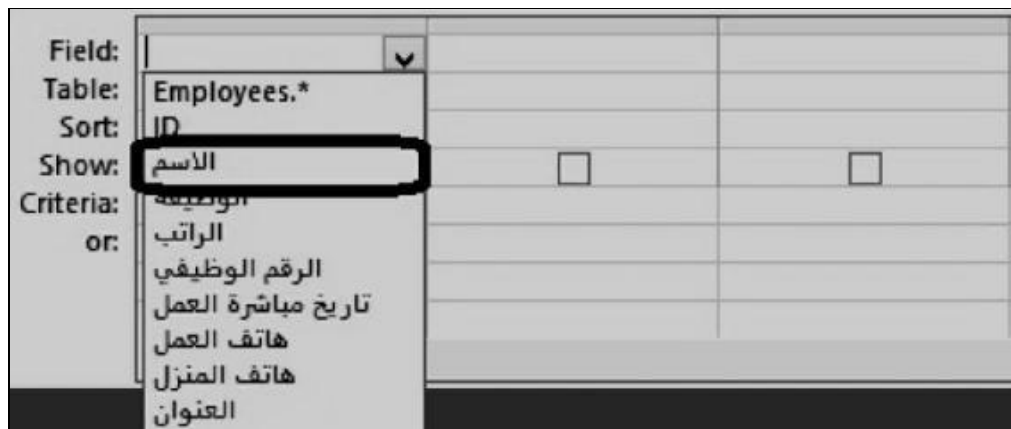 Field:
Table:
Sort:
Show:
Criteria:
or:
Employees.*
ID
الاسم
الوظيفة
الراتب
الرقم الوظيفي
تاريخ مباشرة العمل
هاتف العمل
هاتف المنزل
العنوان